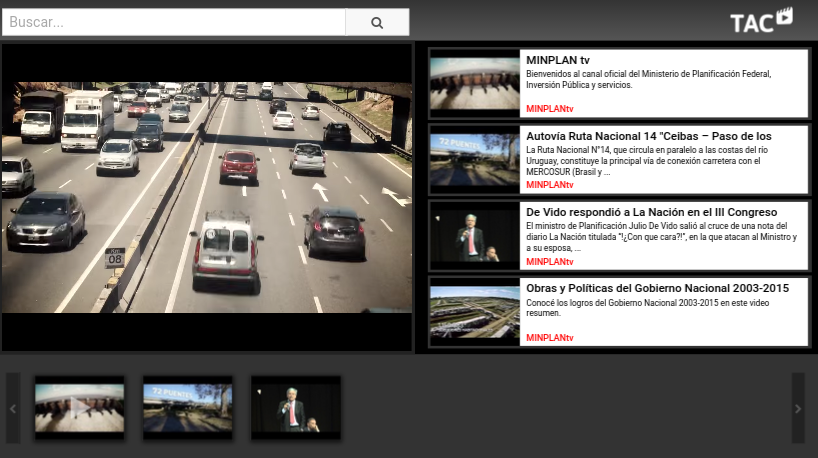 Buscar...
TAC
08
MINPLAN tv
Bienvenidos al canal oficial del Ministerio de Planificación Federal,
Inversión Pública y servicios.
MINPLANtv
72 PUENTES
Autovía Ruta Nacional 14 "Ceibas – Paso de los
La Ruta Nacional N°14, que circula en paralelo a las costas del río
Uruguay, constituye la principal vía de conexión carretera con el
MERCOSUR (Brasil y ...
MINPLANtv
De Vido respondió a La Nación en el III Congreso
El ministro de Planificación Julio De Vido salió al cruce de una nota del
diario La Nación titulada "!¿Con que cara?!", en la que atacan al Ministro y
a su esposa, ...
MINPLANtv
Obras y Políticas del Gobierno Nacional 2003-2015
Conocé los logros del Gobierno Nacional 2003-2015 en este video
resumen.
MINPLANtv
72 PUENTES